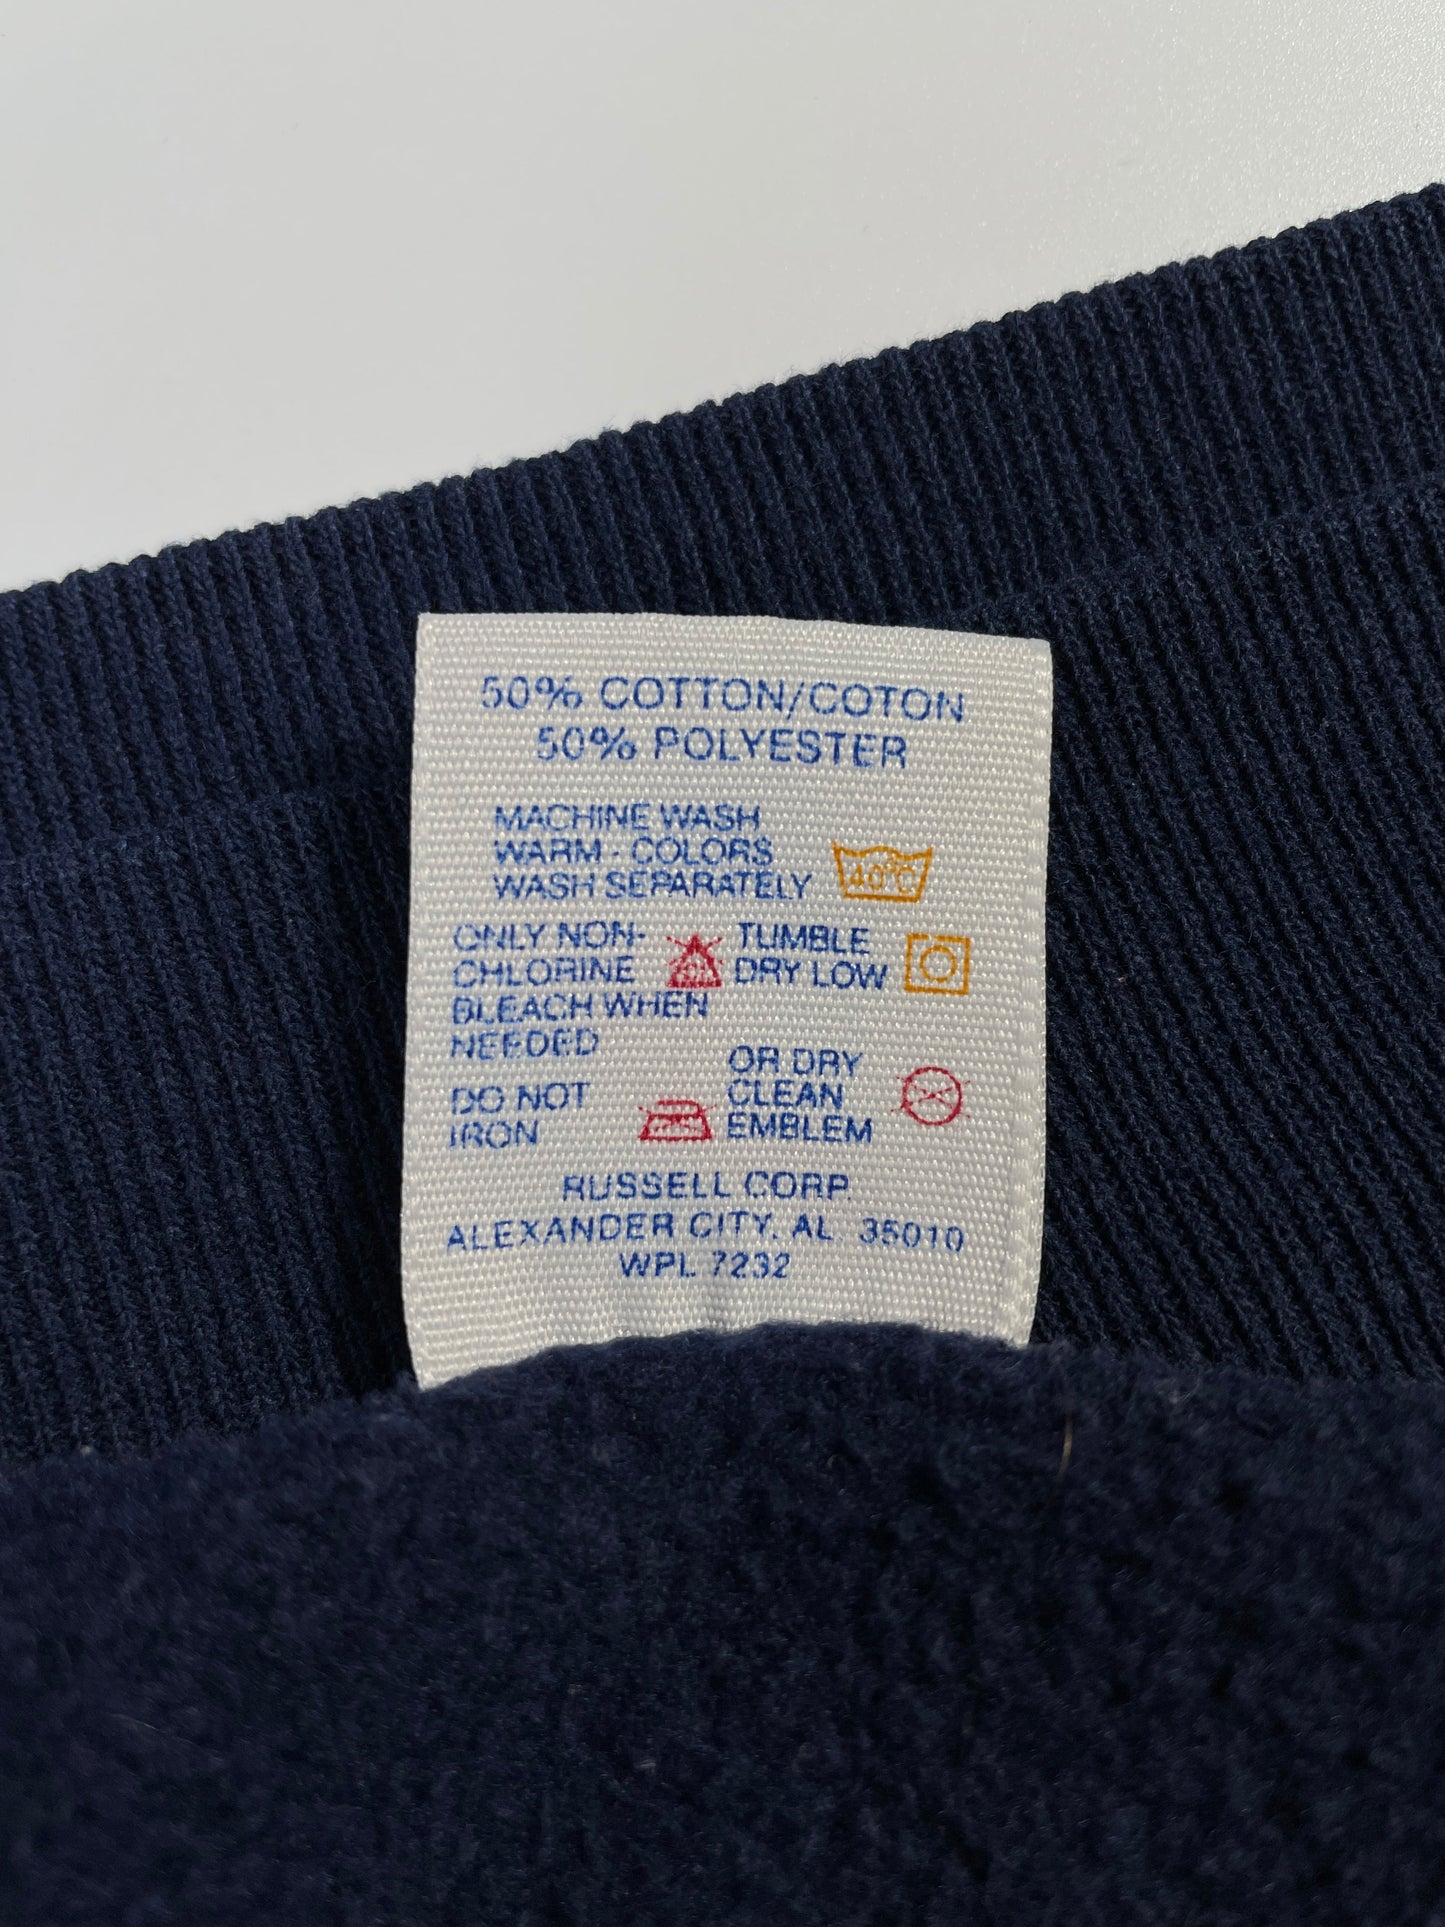 50% COTTON/COTON
50% POLYESTER
MACHINE WASH
WARM - COLORS
WASH SEPARATELY
40°C
ONLY NON-
CHLORINE
BLEACH WHEN
NEEDED
TUMBLE
DRY LOW
DO NOT
IRON
OR DRY
CLEAN
EMBLEM
RUSSELL CORP.
ALEXANDER CITY, AL 35010
WPL 7232